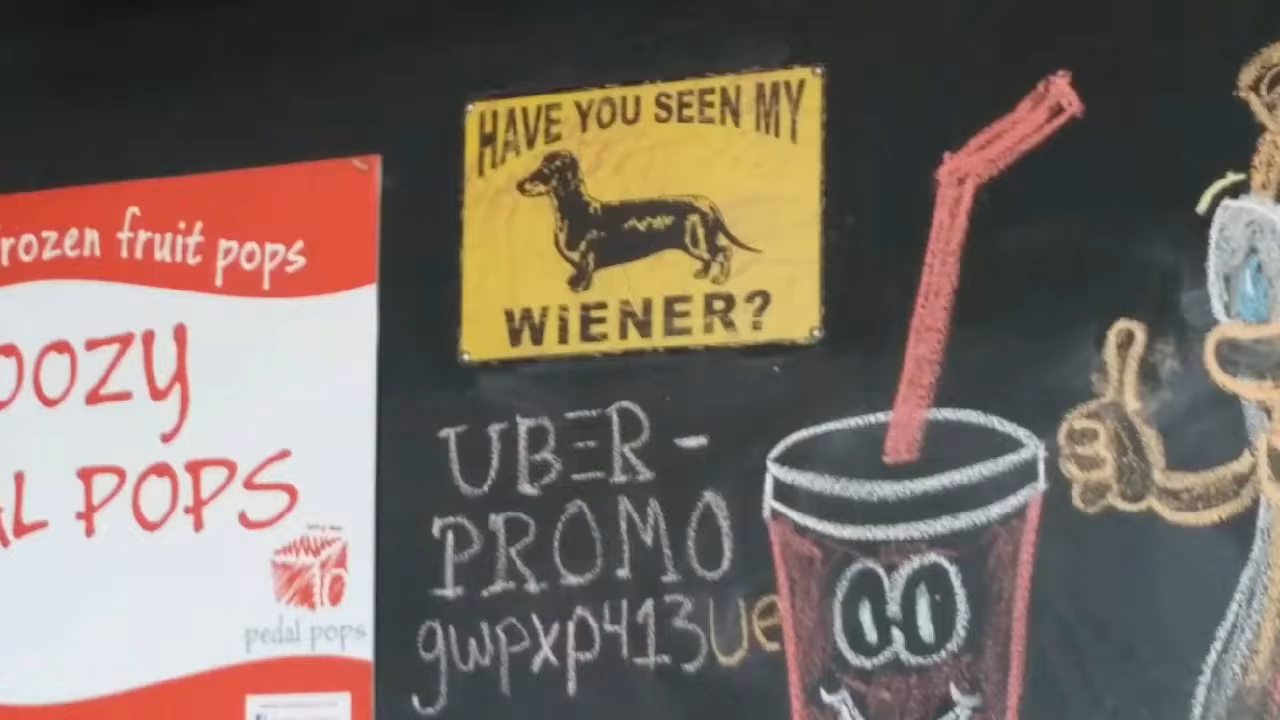 rozen fruit pops
oozy
AL POPS
pedal pops
HAVE YOU SEEN MY
WIENER?
UBER-
PROMO
gwpxp413ue